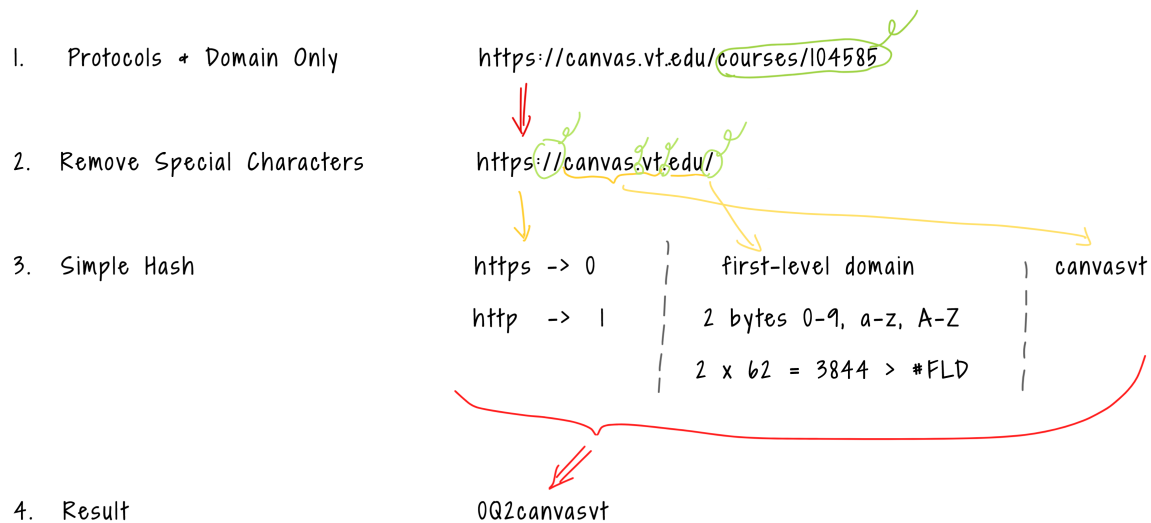 1. Protocols & Domain Only https://canvas.vt.edu/courses/104585
2. Remove Special Characters https://canvas.vt.edu/
3. Simple Hash https -> 0 first-level domain canvasvt
http -> 1 2 bytes 0-9, a-z, A-Z
2 x 62 = 3844 > #FLD
4. Result 0Q2canvasvt